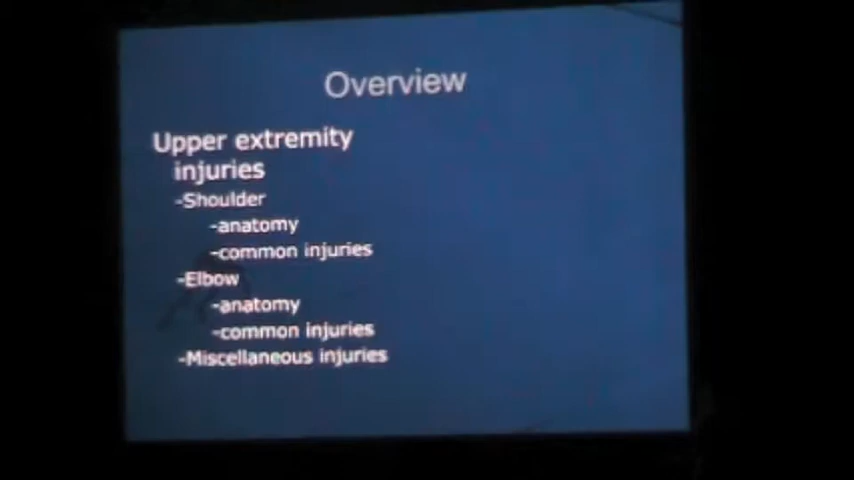 Overview
Upper extremity
injuries
-Shoulder
-anatomy
-common injuries
-Elbow
-anatomy
-common injuries
-Miscellaneous injuries